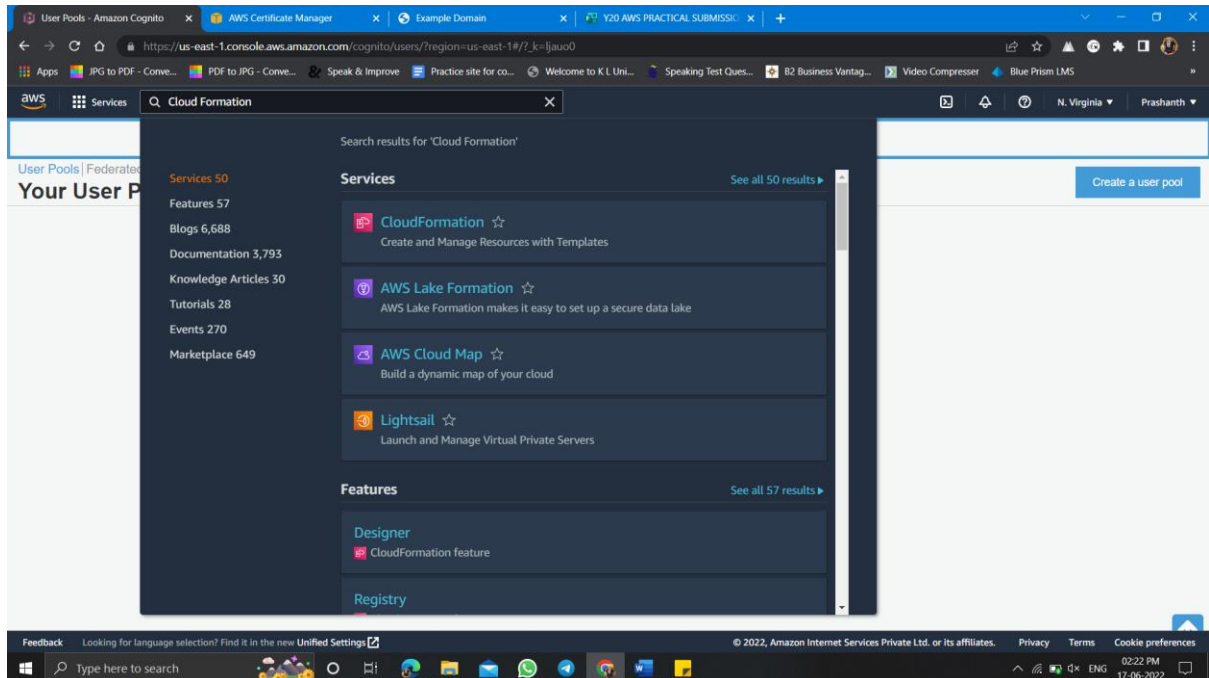 User Pools - Amazon Cognito
AWS Certificate Manager
Example Domain
Y20 AWS PRACTICAL SUBMISSIO
https://us-east-1.console.aws.amazon.com/cognito/users/?region=us-east-1#/?_k=ljauo0
Apps JPG to PDF - Conve... PDF to JPG - Conve... Speak & Improve Practice site for co... Welcome to K L Uni... Speaking Test Ques... B2 Business Vantag... Video Compresser Blue Prism LMS »
aws Services Cloud Formation N. Virginia Prashanth
Search results for 'Cloud Formation'
User Pools | Federated
Your User P
Create a user pool
Services 50
Features 57
Blogs 6,688
Documentation 3,793
Knowledge Articles 30
Tutorials 28
Events 270
Marketplace 649
Services See all 50 results
CloudFormation
Create and Manage Resources with Templates
AWS Lake Formation
AWS Lake Formation makes it easy to set up a secure data lake
AWS Cloud Map
Build a dynamic map of your cloud
Lightsail
Launch and Manage Virtual Private Servers
Features See all 57 results
Designer
CloudFormation feature
Registry
Feedback Looking for language selection? Find it in the new Unified Settings © 2022, Amazon Internet Services Private Ltd. or its affiliates. Privacy Terms Cookie preferences
Type here to search ENG 02:22 PM
17-06-2022